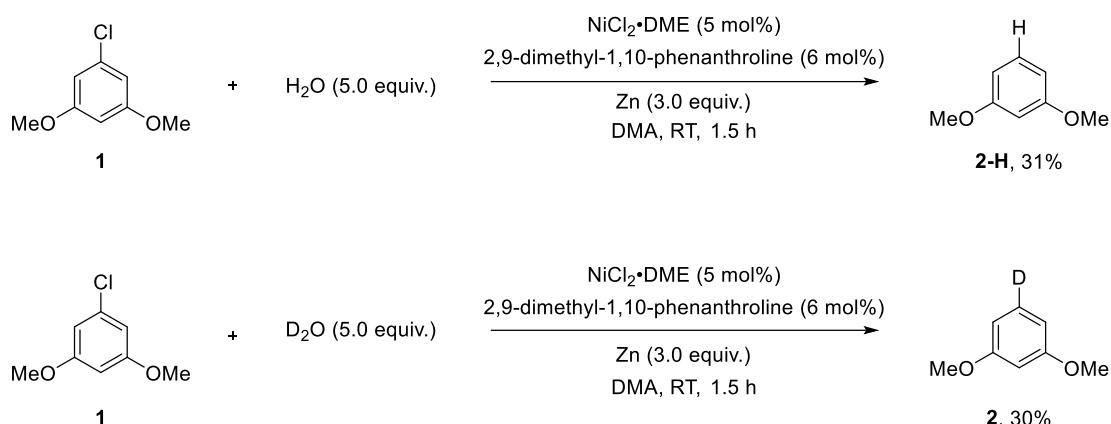 Cl
MeO
OMe
1
+
H₂O (5.0 equiv.)
NiCl₂•DME (5 mol%)
2,9-dimethyl-1,10-phenanthroline (6 mol%)
Zn (3.0 equiv.)
DMA, RT, 1.5 h
H
MeO
OMe
2-H, 31%
Cl
MeO
OMe
1
+
D₂O (5.0 equiv.)
NiCl₂•DME (5 mol%)
2,9-dimethyl-1,10-phenanthroline (6 mol%)
Zn (3.0 equiv.)
DMA, RT, 1.5 h
D
MeO
OMe
2, 30%